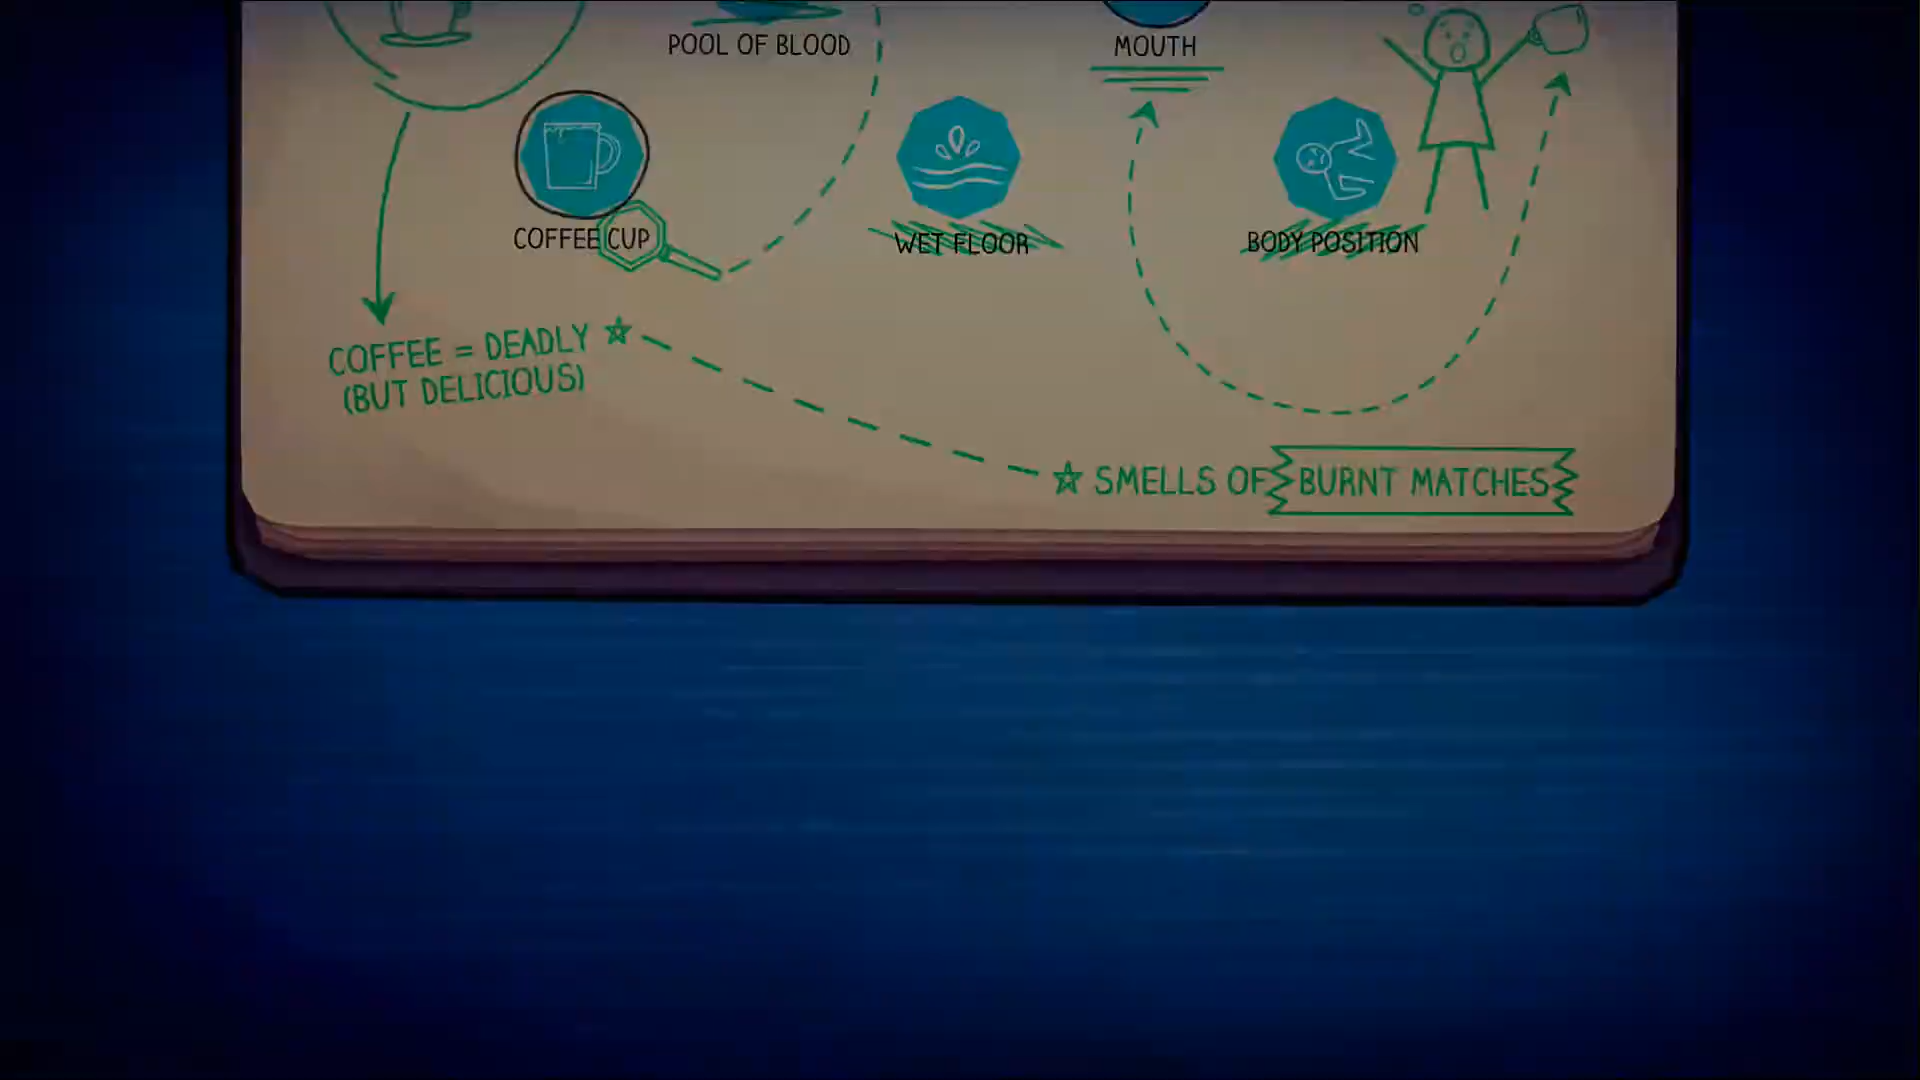 POOL OF BLOOD
MOUTH
COFFEE CUP
WET FLOOR
BODY POSITION
COFFEE = DEADLY
(BUT DELICIOUS)
SMELLS OF BURNT MATCHES